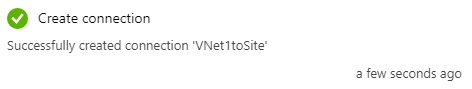 Create connection
Successfully created connection 'VNet1toSite'
a few seconds ago